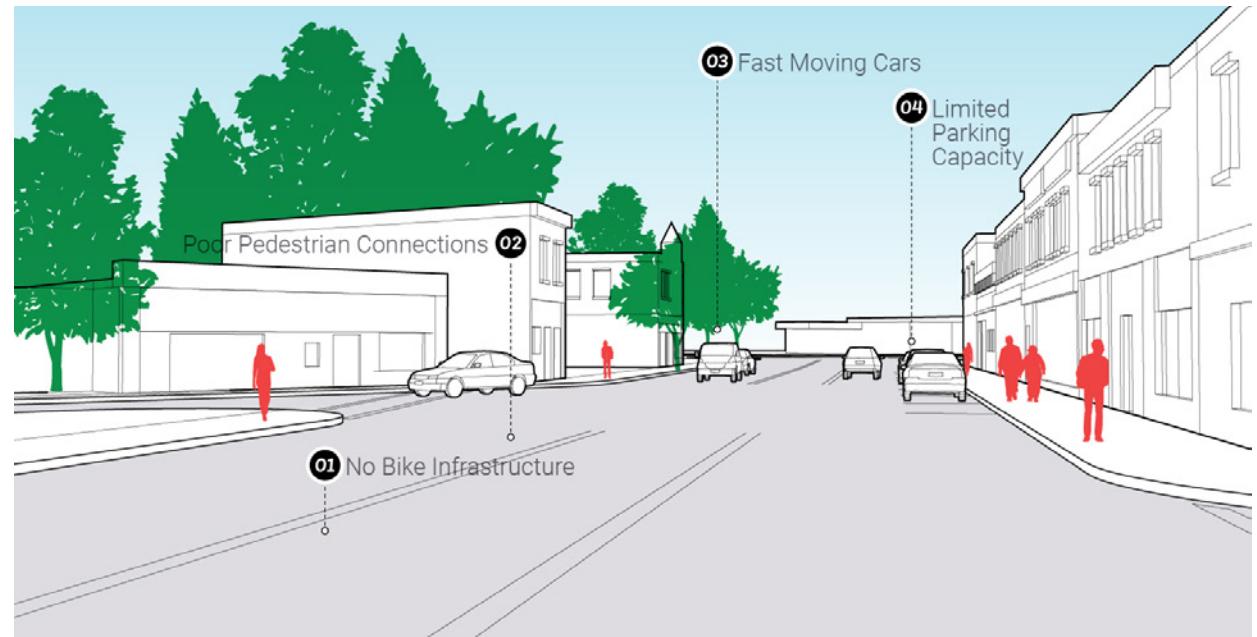 03 Fast Moving Cars
04 Limited
Parking
Capacity
Poor Pedestrian Connections 02
01 No Bike Infrastructure